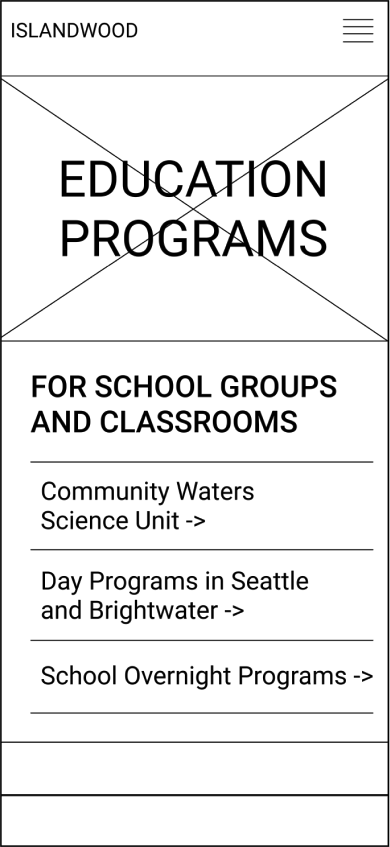 ISLANDWOOD
EDUCATION
PROGRAMS
FOR SCHOOL GROUPS
AND CLASSROOMS
Community Waters
Science Unit ->
Day Programs in Seattle
and Brightwater ->
School Overnight Programs ->